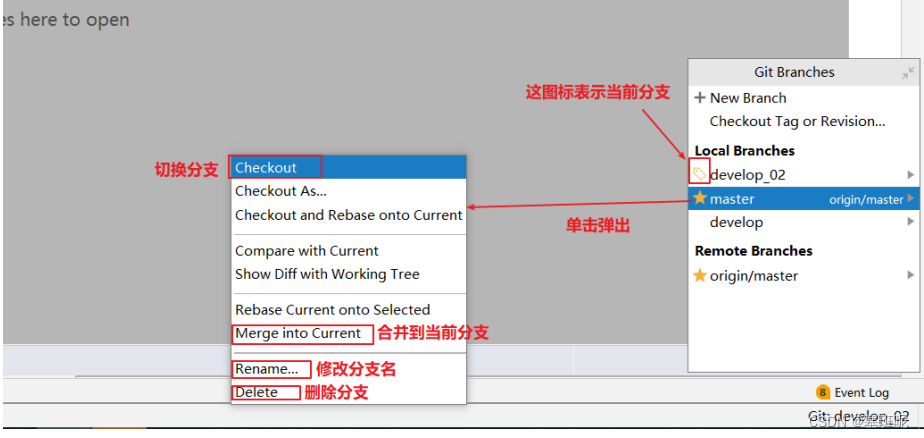 es here to open
Git Branches
New Branch
Checkout Tag or Revision...
Local Branches
develop_02
master origin/master
develop
Remote Branches
origin/master
这图标表示当前分支
单击弹出
切换分支
Checkout
Checkout As...
Checkout and Rebase onto Current
Compare with Current
Show Diff with Working Tree
Rebase Current onto Selected
Merge into Current 合并到当前分支
Rename... 修改分支名
Delete 删除分支
8 Event Log
Git: develop_02